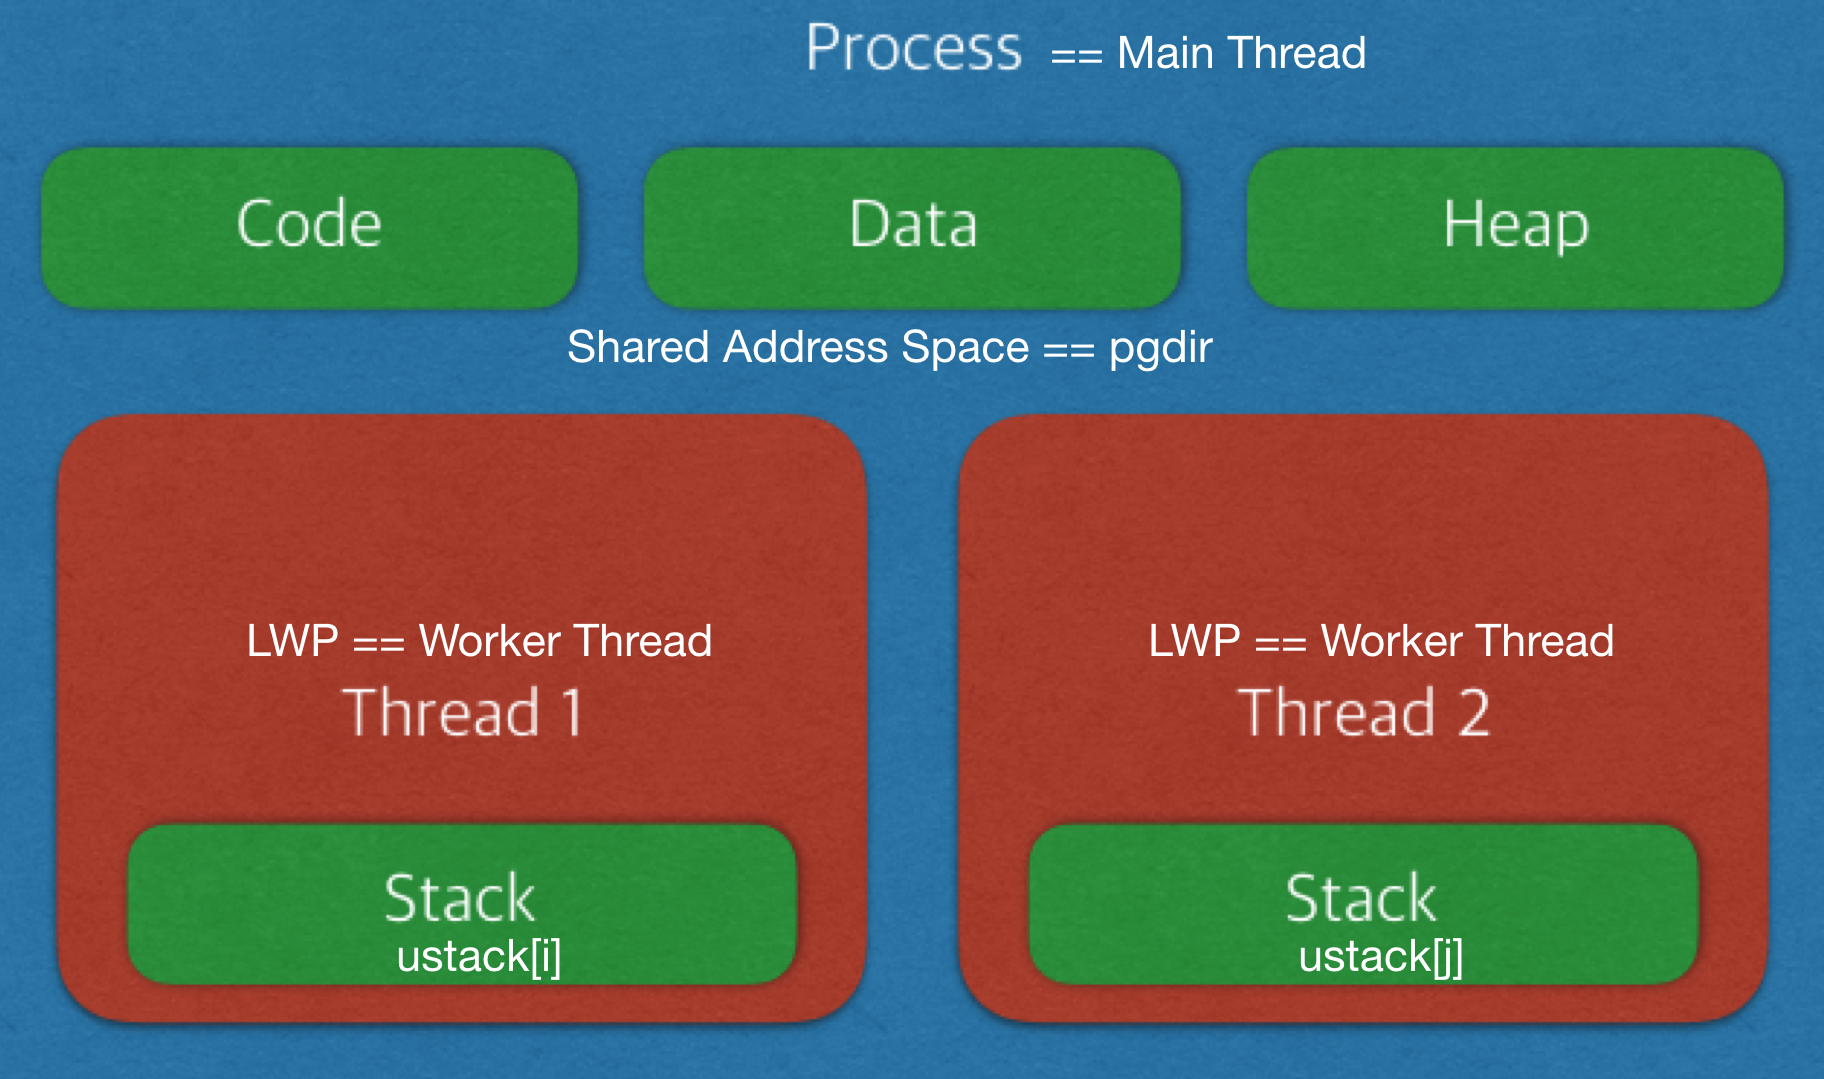 Process == Main Thread
Code
Data
Heap
Shared Address Space == pgdir
LWP == Worker Thread
Thread 1
Stack
ustack[i]
LWP == Worker Thread
Thread 2
Stack
ustack[j]